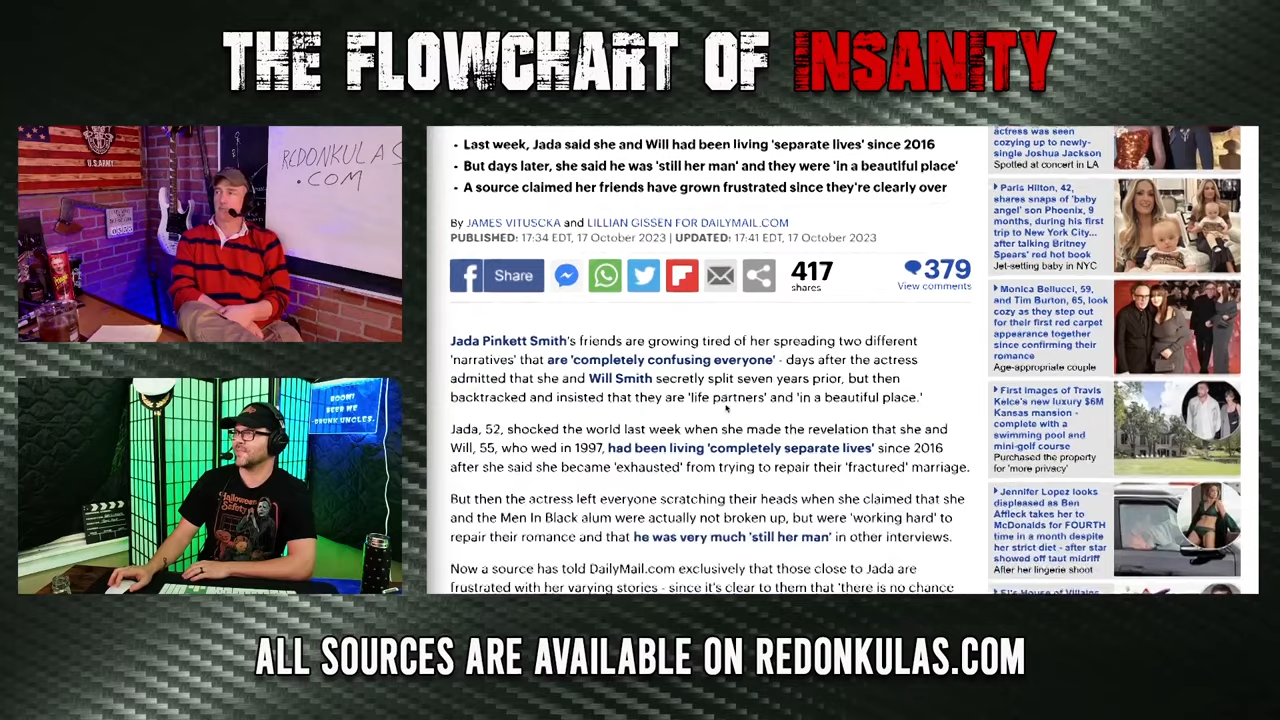 THE FLOWCHART OF INSANITY
U.S. ARMY
REDONKULAS
.COM
BOOM!
BEER ME
-DRUNK UNCLES.
Halloween
Safety
- Last week, Jada said she and Will had been living 'separate lives' since 2016
- But days later, she said he was 'still her man' and they were 'in a beautiful place'
- A source claimed her friends have grown frustrated since they're clearly over
By JAMES VITUSCKA and LILLIAN GISSEN FOR DAILYMAIL.COM
PUBLISHED: 17:34 EDT, 17 October 2023 | UPDATED: 17:41 EDT, 17 October 2023
f Share
417
shares
379
View comments
Jada Pinkett Smith's friends are growing tired of her spreading two different
'narratives' that are 'completely confusing everyone' - days after the actress
admitted that she and Will Smith secretly split seven years prior, but then
backtracked and insisted that they are 'life partners' and 'in a beautiful place.'
Jada, 52, shocked the world last week when she made the revelation that she and
Will, 55, who wed in 1997, had been living 'completely separate lives' since 2016
after she said she became 'exhausted' from trying to repair their 'fractured' marriage.
But then the actress left everyone scratching their heads when she claimed that she
and the Men In Black alum were actually not broken up, but were 'working hard' to
repair their romance and that he was very much 'still her man' in other interviews.
Now a source has told DailyMail.com exclusively that those close to Jada are
frustrated with her varying stories - since it's clear to them that 'there is no chance
actress was seen
cozying up to newly-
single Joshua Jackson
Spotted at concert in LA
Paris Hilton, 42,
shares snaps of 'baby
angel' son Phoenix, 9
months, during his first
trip to New York City...
after talking Britney
Spears' red hot book
Jet-setting baby in NYC
Monica Bellucci, 59,
and Tim Burton, 65, look
cozy as they step out
for their first red carpet
appearance together
since confirming their
romance
Age-appropriate couple
First images of Travis
Kelce's new luxury $6M
Kansas mansion -
complete with a
swimming pool and
mini-golf course
Purchased the property
for 'more privacy'
Jennifer Lopez looks
displeased as Ben
Affleck takes her to
McDonalds for FOURTH
time in a month despite
her strict diet - after star
showed off taut midriff
After her lingerie shoot
ALL SOURCES ARE AVAILABLE ON REDONKULAS.COM